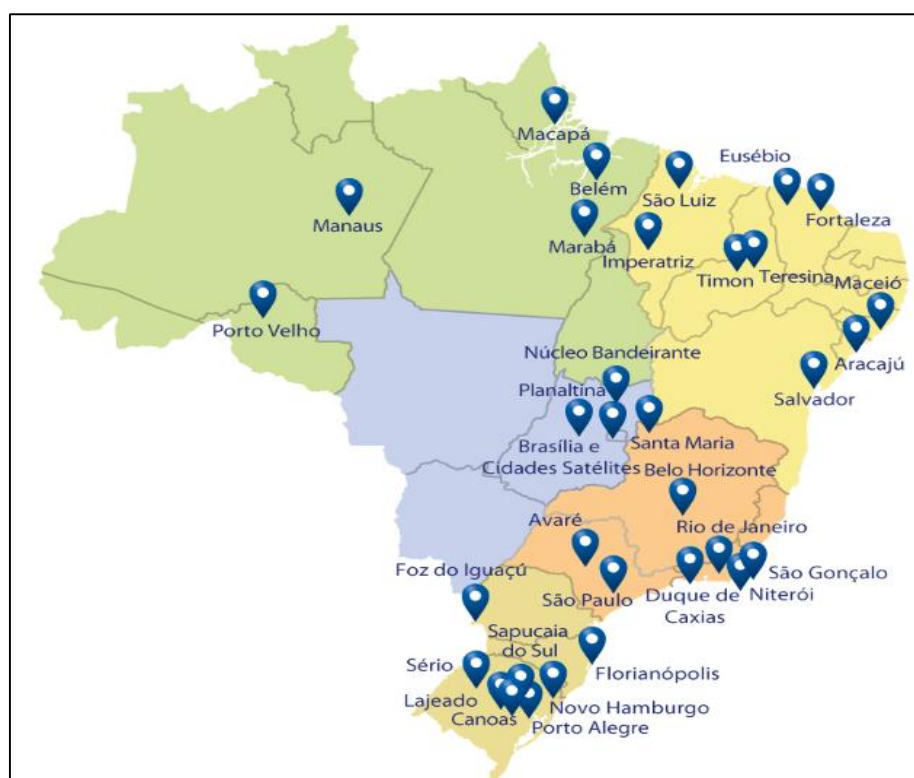 Macapá
Eusébio
Belém
São Luiz
Manaus
Fortaleza
Marabá
Imperatriz
Timon
Teresina
Maceió
Porto Velho
Aracajú
Núcleo Bandeirante
Planaltina
Salvador
Brasília e
Cidades Satélites
Santa Maria
Belo Horizonte
Avaré
Rio de Janeiro
Foz do Iguaçú
São Gonçalo
São Paulo
Duque de
Caxias
Niterói
Sapucaia
do Sul
Sério
Florianópolis
Lajeado
Novo Hamburgo
Canoas
Porto Alegre